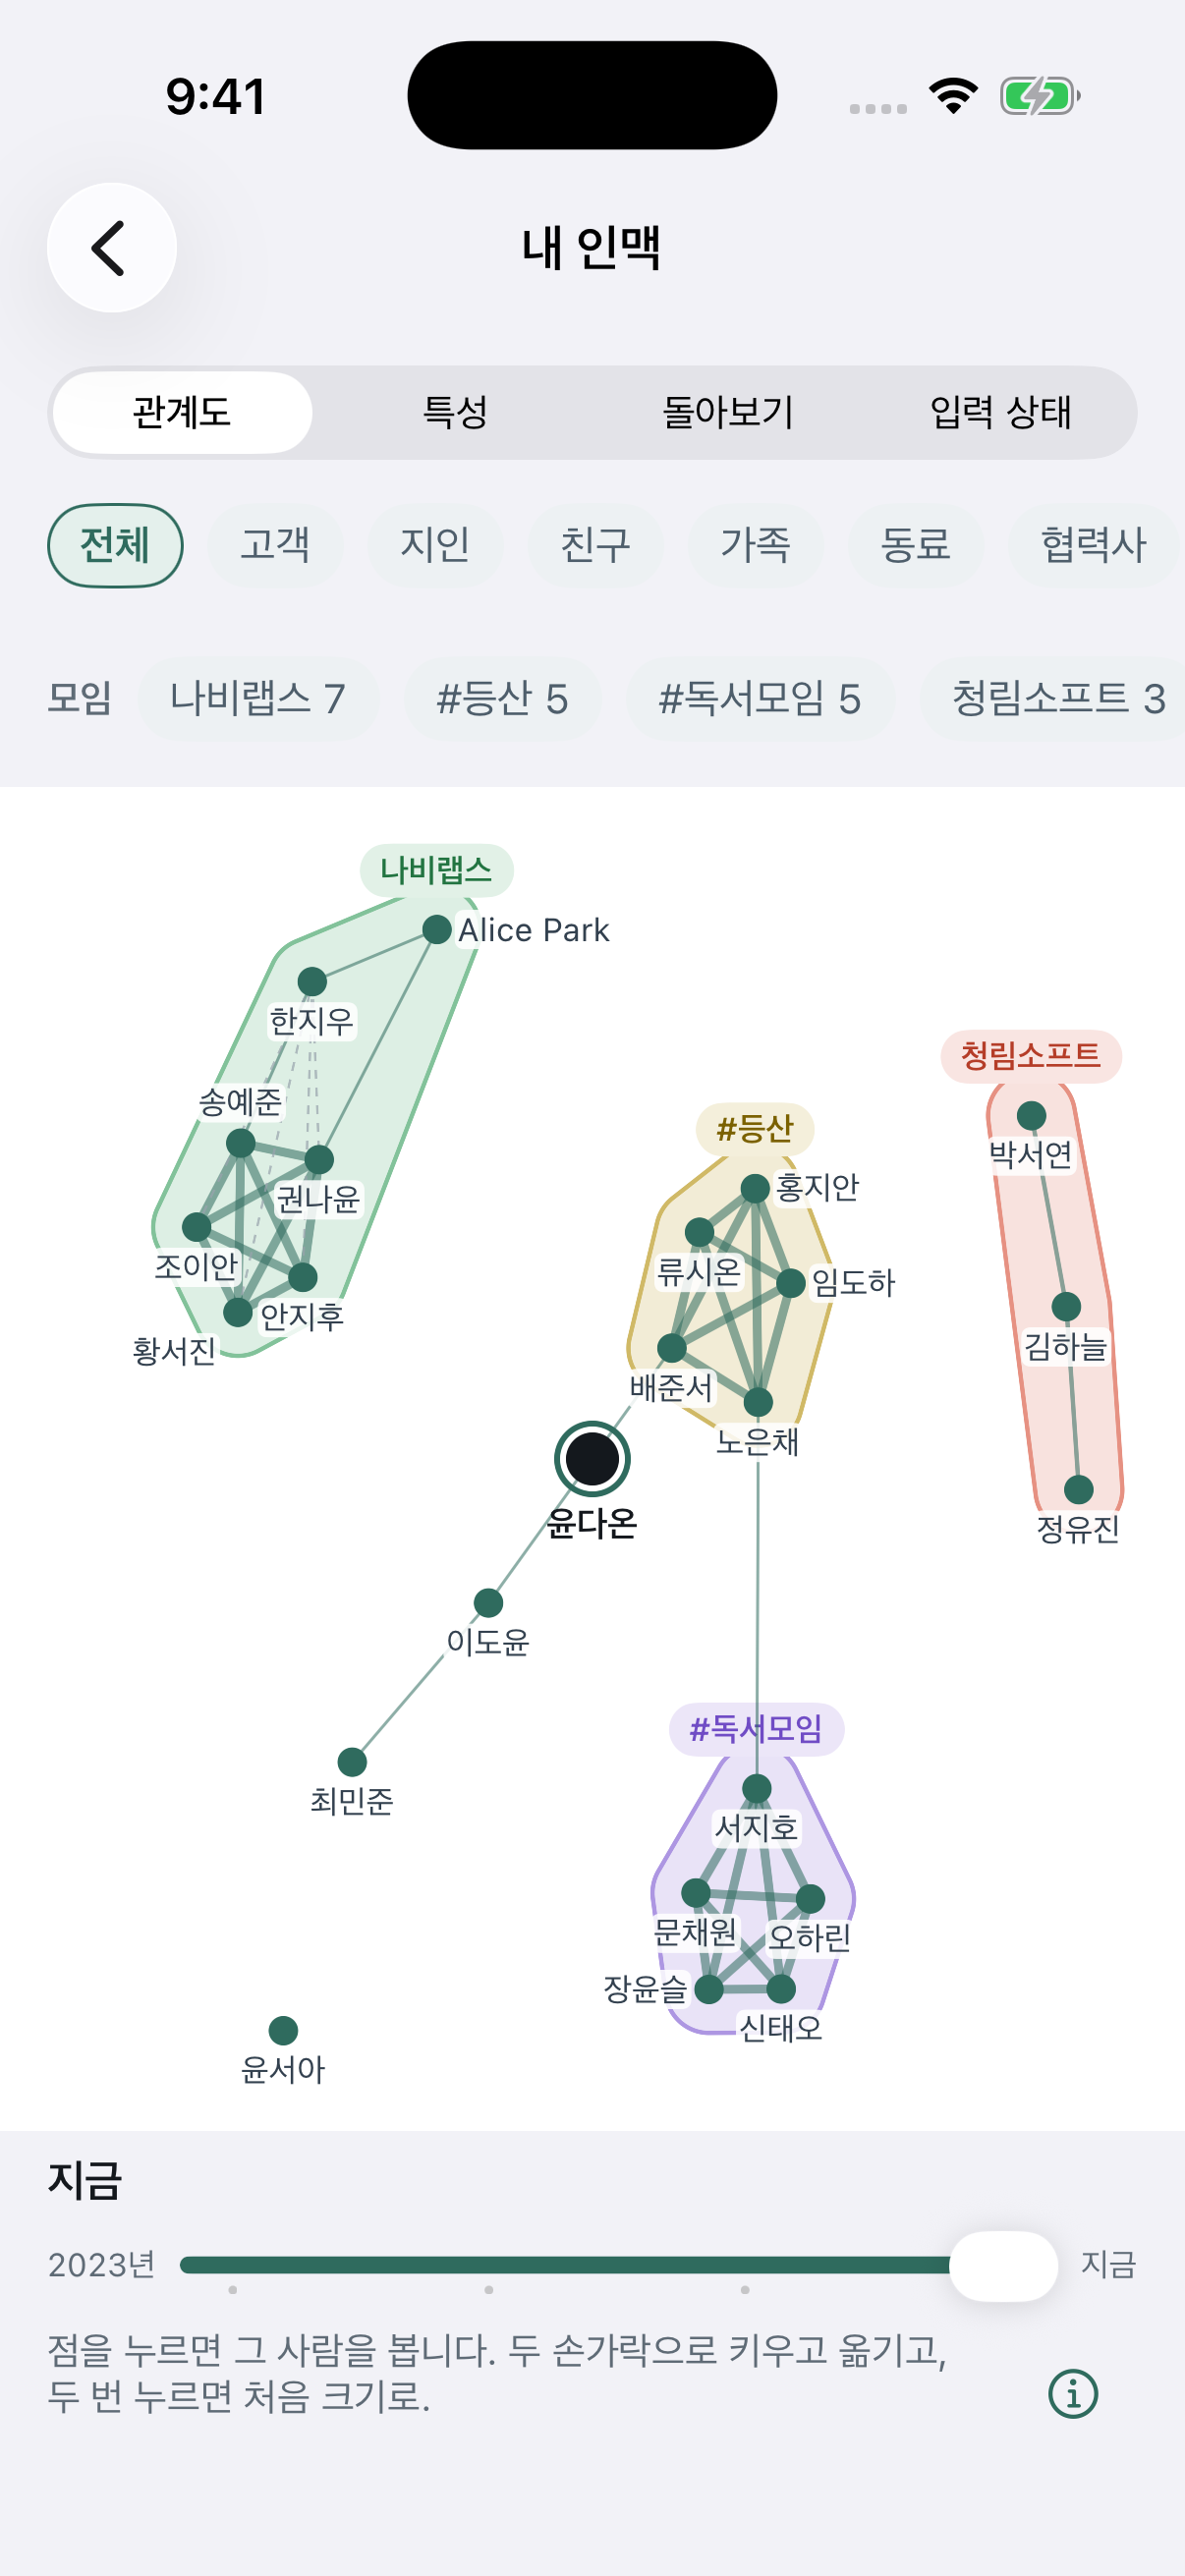 9:41
내 인맥
관계도 특성 돌아보기 입력 상태
전체 고객 지인 친구 가족 동료 협력사
모임 나비랩스 7 #등산 5 #독서모임 5 청림소프트 3
나비랩스
Alice Park
한지우
청림소프트
송예준
#등산
박서연
홍지안
권나윤
조이안
류시온
임도하
안지후
김하늘
황서진
배준서
노은채
윤다온
정유진
이도윤
#독서모임
최민준
서지호
문채원
오하린
장윤슬
신태오
윤서아
지금
2023년 지금
점을 누르면 그 사람을 봅니다. 두 손가락으로 키우고 옮기고,
두 번 누르면 처음 크기로.